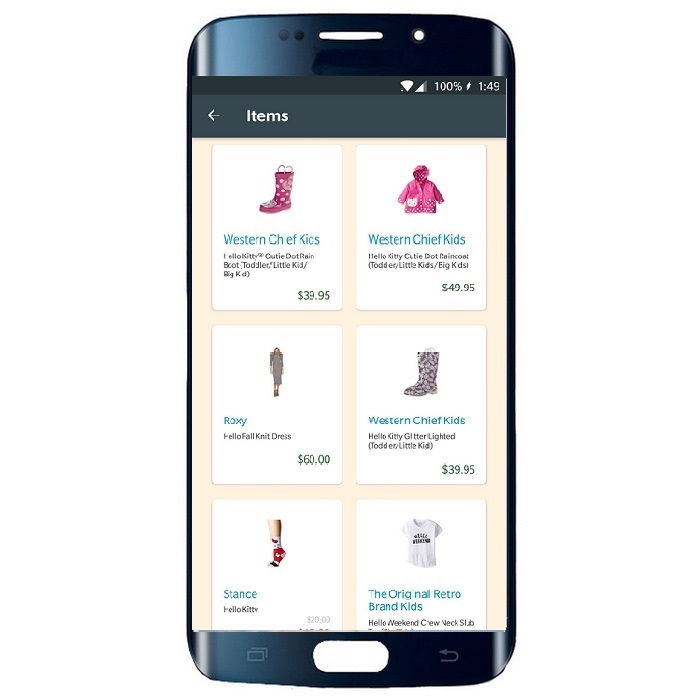 100% 1:49
Items
Western Chief Kids
Hello Kitty® Cutie Dot Rain
Boot (Toddler/Little Kid/
Big Kid)
$39.95
Western Chief Kids
Hello Kitty Cutie Dot Raincoat
(Toddler/Little Kids/Big Kids)
$49.95
Roxy
Hello Fall Knit Dress
$60.00
Western Chief Kids
Hello Kitty Glitter Lighted
(Toddler/Little Kid)
$39.95
Stance
Hello Kitty
$20.00
The Original Retro
Brand Kids
Hello Weekend Crew Neck Slub